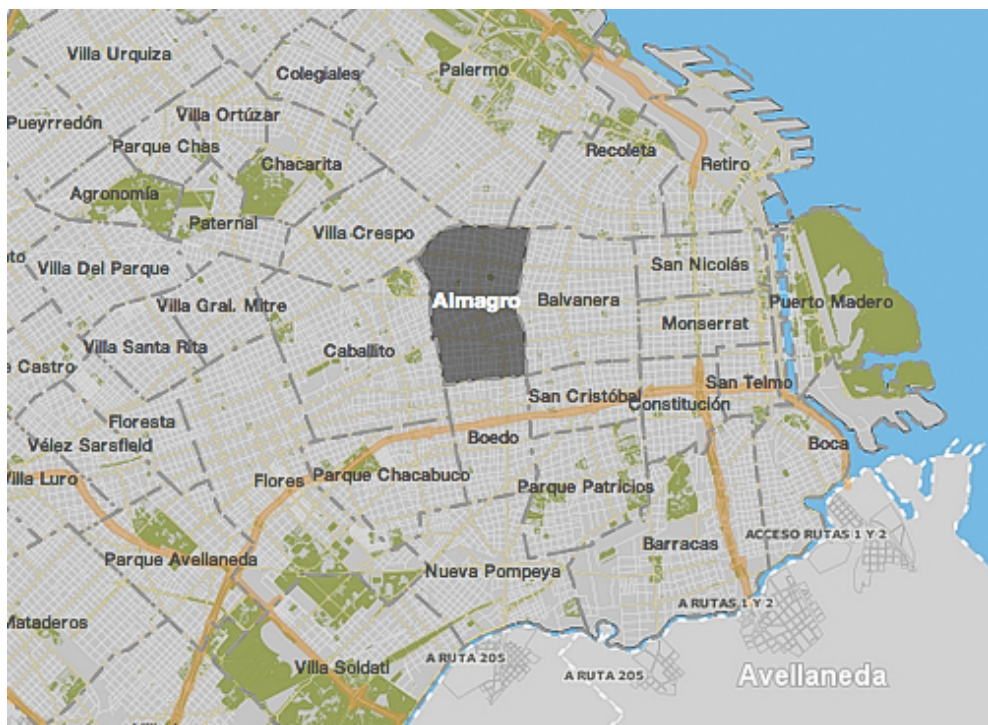 Villa Urquiza
Colegiales
Palermo
Pueyrredón
Villa Ortúzar
Parque Chas
Chacarita
Recoleta
Retiro
Agronomía
Paternal
Villa Crespo
Villa Del Parque
San Nicolás
Villa Gral. Mitre
Almagro
Balvanera
Puerto Madero
Monserrat
Villa Santa Rita
Caballito
Castro
San Telmo
San Cristóbal
Constitución
Floresta
Vélez Sarsfield
Boedo
Boca
Villa Luro
Flores
Parque Chacabuco
Parque Patricios
ACCESO RUTAS 1 Y 2
Barracas
Parque Avellaneda
Nueva Pompeya
A RUTAS 1 Y 2
Mataderos
A RUTA 205
Villa Soldati
A RUTA 205
Avellaneda